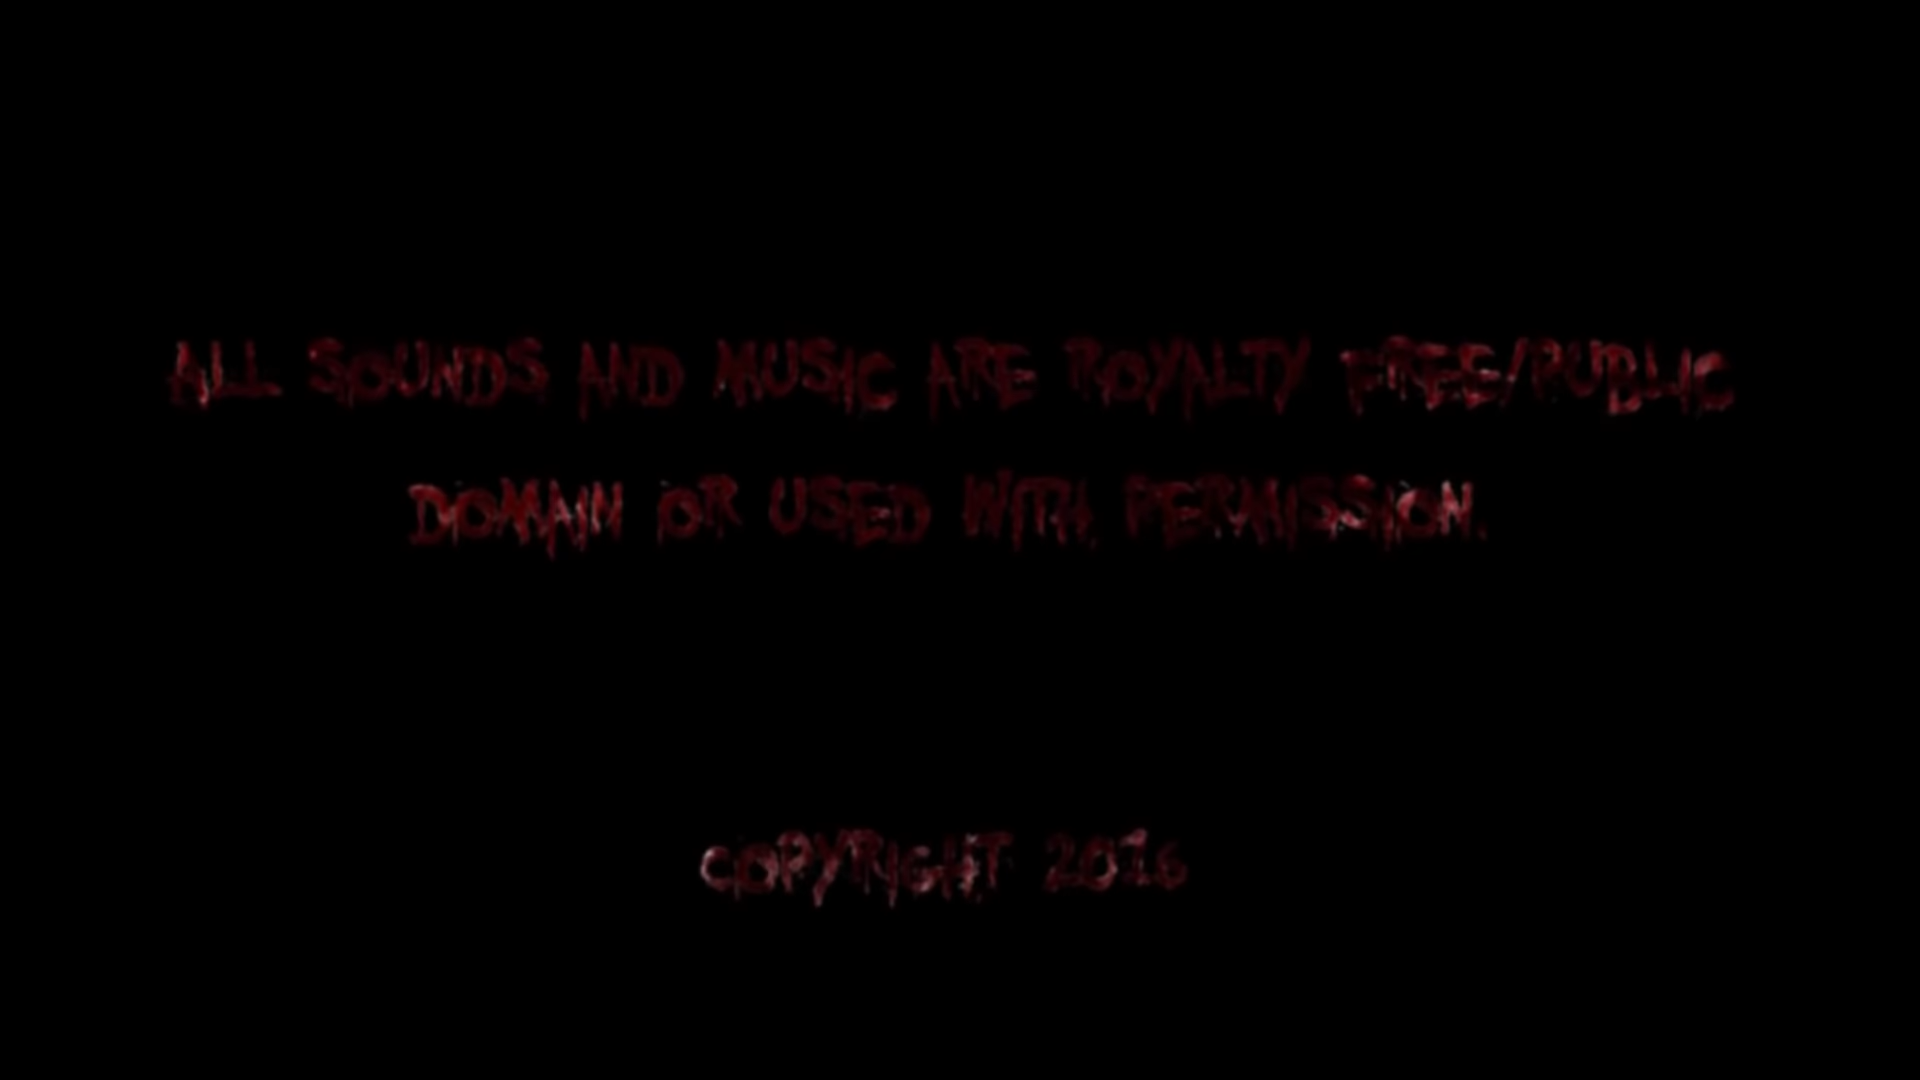 ALL SOUNDS AND MUSIC ARE ROYALTY FREE/PUBLIC
DOMAIN OR USED WITH PERMISSION.
COPYRIGHT 2016